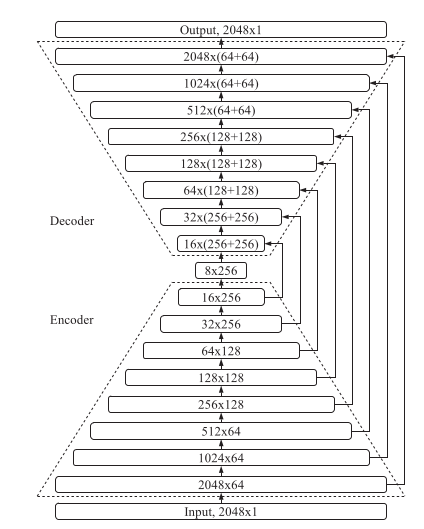 Output, 2048x1
2048x(64+64)
1024x(64+64)
512x(64+64)
256x(128+128)
128x(128+128)
64x(128+128)
32x(256+256)
Decoder
16x(256+256)
8x256
16x256
Encoder
32x256
64x128
128x128
256x128
512x64
1024x64
2048x64
Input, 2048x1